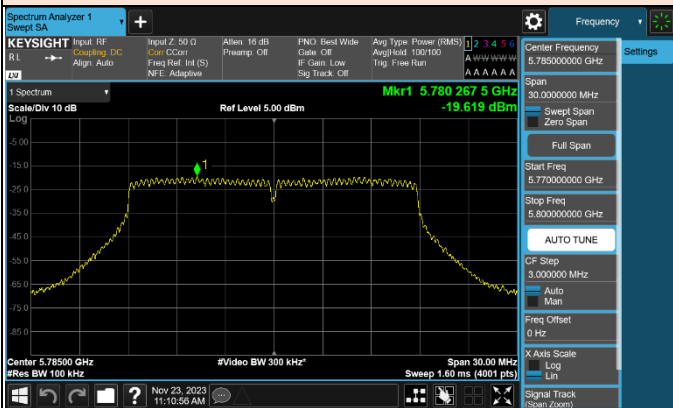 Spectrum Analyzer 1
Swept SA
Frequency
KEYSIGHT
RL
LXI
Input: RF
Coupling: DC
Align: Auto
Input Z: 50 Ω
Corr CCorr
Freq Ref: Int (S)
NFE: Adaptive
Atten: 16 dB
Preamp: Off
PNO: Best Wide
Gate: Off
IF Gain: Low
Sig Track: Off
Avg Type: Power (RMS)
Avg|Hold: 100/100
Trig: Free Run
1 2 3 4 5 6
A W W W W W
A A A A A A
1 Spectrum
Scale/Div 10 dB
Log
Ref Level 5.00 dBm
Mkr1 5.780 267 5 GHz
-19.619 dBm
1
-5.00
-15.0
-25.0
-35.0
-45.0
-55.0
-65.0
-75.0
-85.0
Center 5.78500 GHz
#Res BW 100 kHz
#Video BW 300 kHz*
Span 30.00 MHz
Sweep 1.60 ms (4001 pts)
Nov 23, 2023
11:10:56 AM
Center Frequency
5.785000000 GHz
Span
30.0000000 MHz
Swept Span
Zero Span
Full Span
Start Freq
5.770000000 GHz
Stop Freq
5.800000000 GHz
AUTO TUNE
CF Step
3.000000 MHz
Auto
Man
Freq Offset
0 Hz
X Axis Scale
Log
Lin
Signal Track
(Span Zoom)
Settings